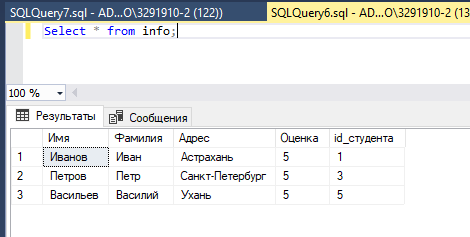 SQLQuery7.sql - AD...O\3291910-2 (122)) SQLQuery6.sql - AD...O\3291910-2 (13
Select * from info;
100 %
Результаты Сообщения
Имя Фамилия Адрес Оценка id_студента
1 Иванов Иван Астрахань 5 1
2 Петров Петр Санкт-Петербург 5 3
3 Васильев Василий Ухань 5 5